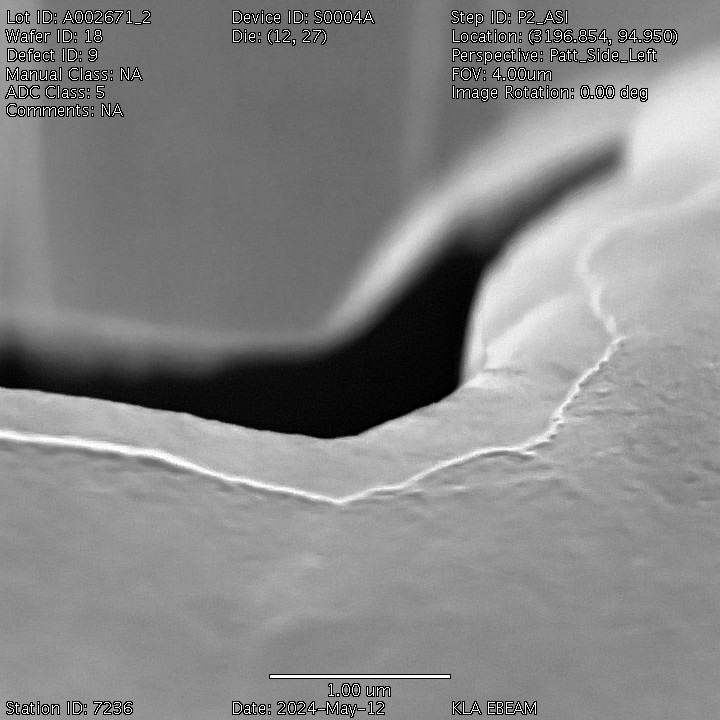 Lot ID: A002671_2
Wafer ID: 18
Defect ID: 9
Manual Class: NA
ADC Class: 5
Comments: NA
Device ID: S0004A
Die: (12, 27)
Step ID: P2_ASI
Location: (3196.854, 94.950)
Perspective: Patt_Side_Left
FOV: 4.00um
Image Rotation: 0.00 deg
1.00 um
Station ID: 7236
Date: 2024-May-12
KLA EBEAM